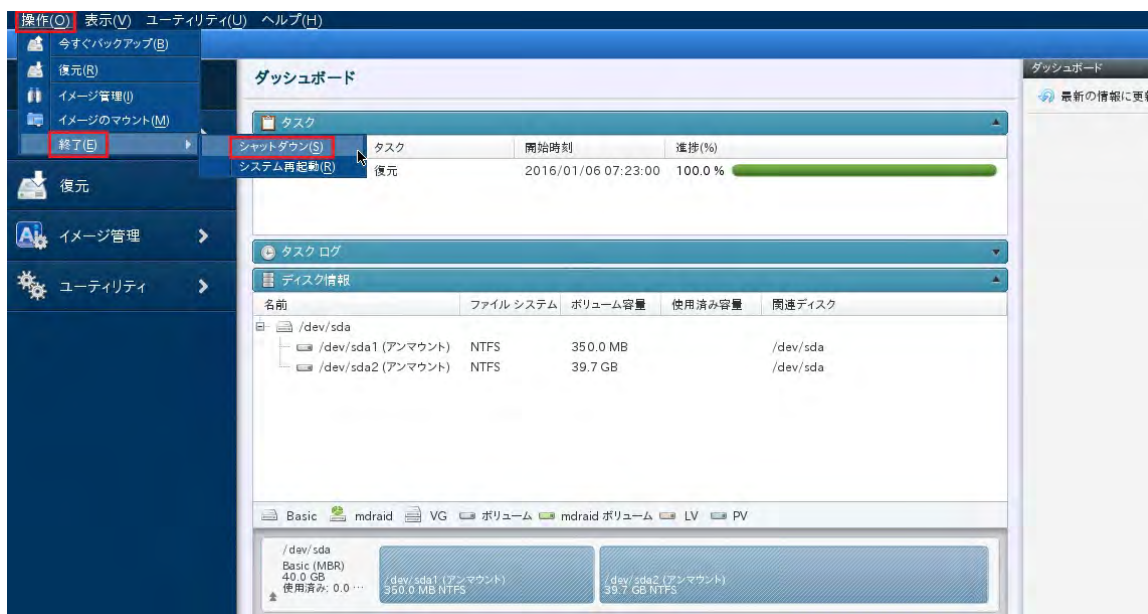 操作(O) 表示(V) ユーティリティ(U) ヘルプ(H)
今すぐバックアップ(B)
復元(R)
イメージ管理(I)
イメージのマウント(M)
終了(E)
シャットダウン(S)
システム再起動(R)
復元
イメージ管理
ユーティリティ
ダッシュボード
タスク
タスク 開始時刻 進捗(%)
復元 2016/01/06 07:23:00 100.0 %
タスク ログ
ディスク情報
名前 ファイル システム ボリューム容量 使用済み容量 関連ディスク
/dev/sda
/dev/sda1 (アンマウント) NTFS 350.0 MB /dev/sda
/dev/sda2 (アンマウント) NTFS 39.7 GB /dev/sda
Basic mdraid VG ボリューム mdraid ボリューム LV PV
/dev/sda
Basic (MBR)
40.0 GB
使用済み: 0.0 ...
/dev/sda1 (アンマウント)
350.0 MB NTFS
/dev/sda2 (アンマウント)
39.7 GB NTFS
ダッシュボード
最新の情報に更